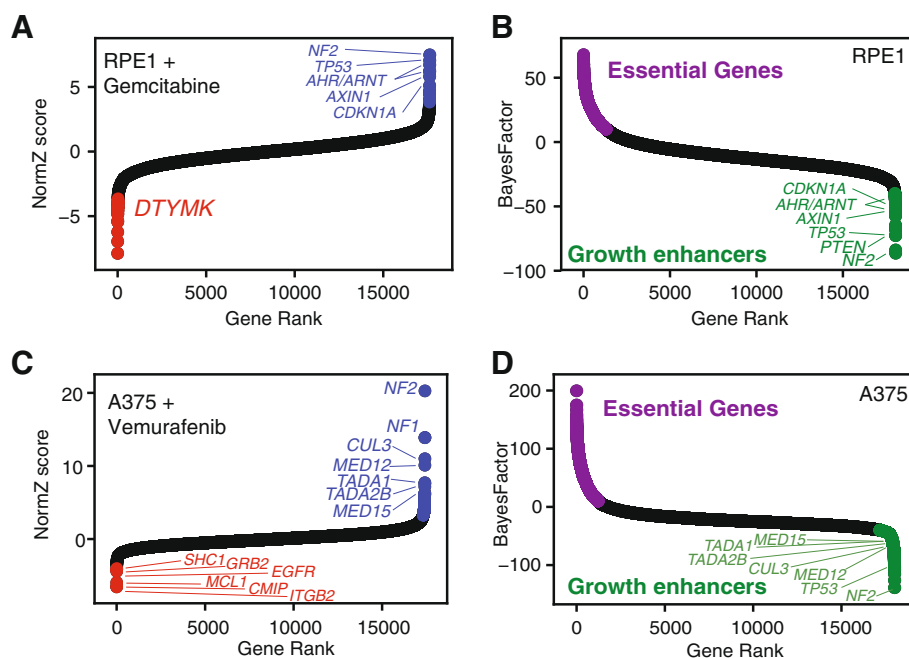 A
RPE1 +
Gemcitabine
NF2
TP53
AHR/ARNT
AXIN1
CDKN1A
DTYMK
NormZ score
5
0
−5
0
5000
10000
15000
Gene Rank
B
RPE1
Essential Genes
CDKN1A
AHR/ARNT
AXIN1
TP53
PTEN
NF2
Growth enhancers
BayesFactor
50
0
−50
−100
0
5000
10000
15000
Gene Rank
C
A375 +
Vemurafenib
NF2
NF1
CUL3
MED12
TADA1
TADA2B
MED15
SHC1
GRB2
EGFR
MCL1
CMIP
ITGB2
NormZ score
20
10
0
0
5000
10000
15000
Gene Rank
D
A375
Essential Genes
MED15
TADA1
TADA2B
CUL3
MED12
TP53
NF2
Growth enhancers
BayesFactor
200
100
0
−100
0
5000
10000
15000
Gene Rank